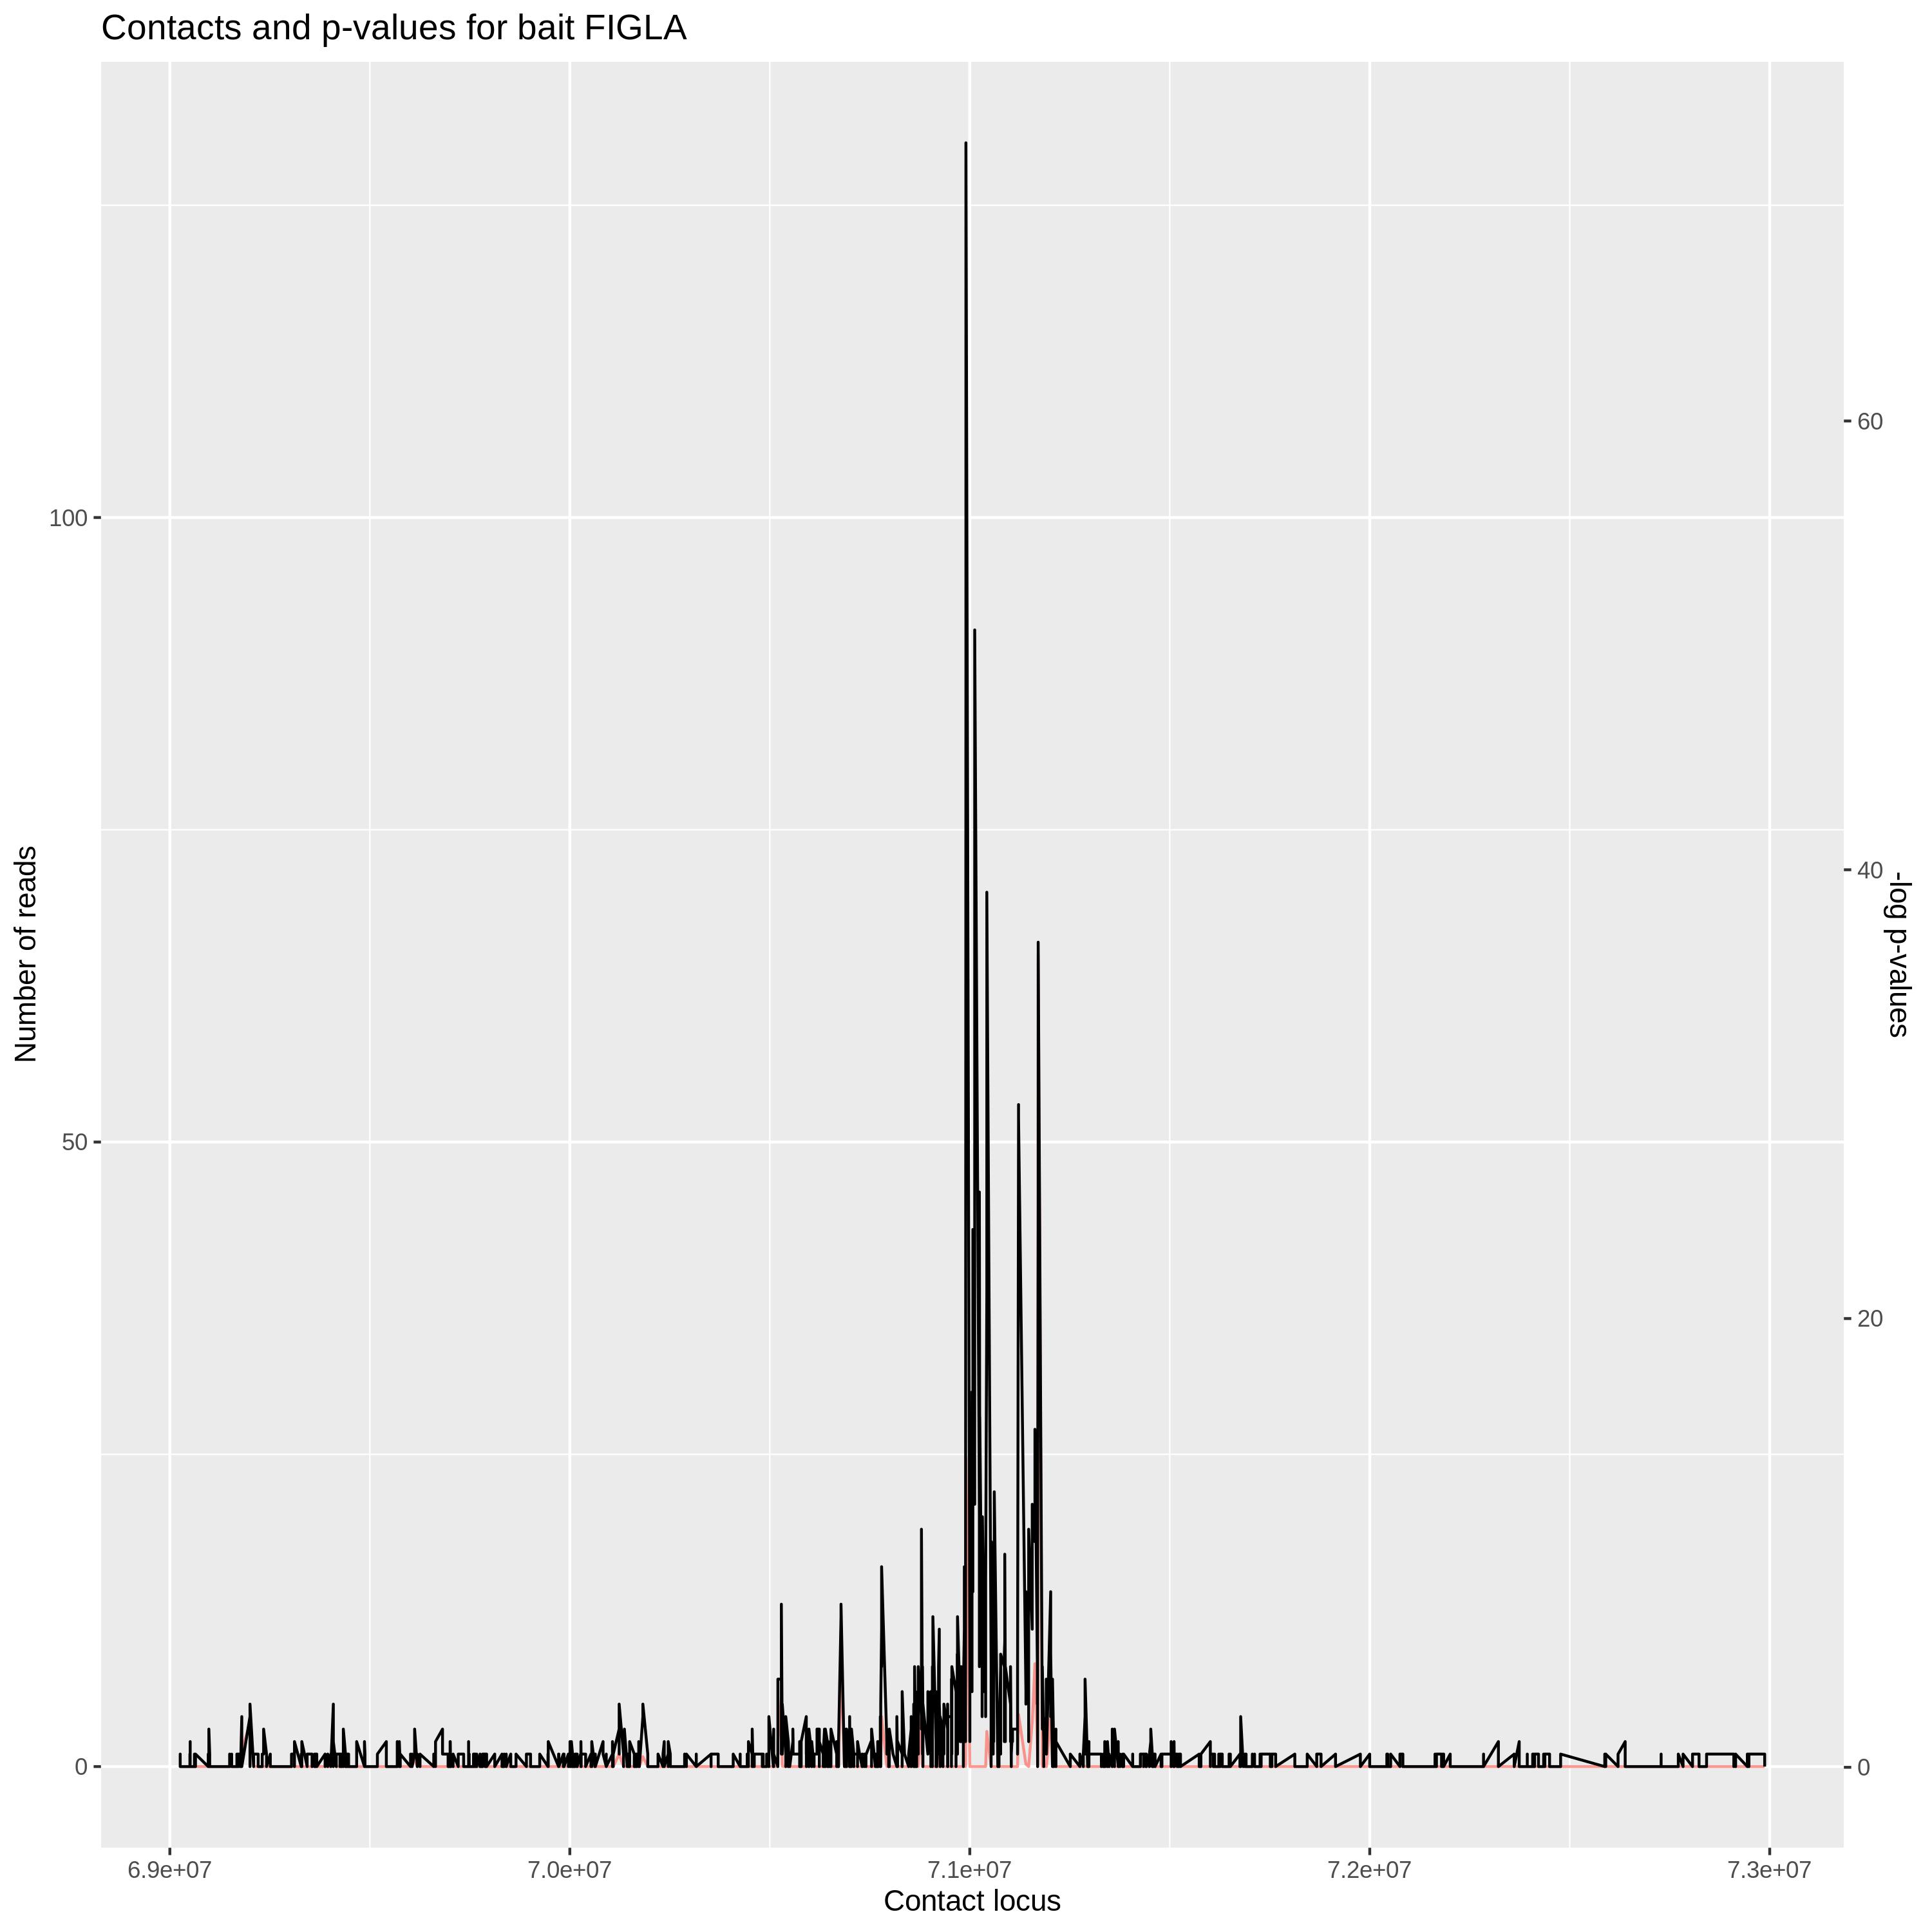 Contacts and p-values for bait FIGLA
Number of reads
100
50
0
60
40
20
0
-log p-values
6.9e+07 7.0e+07 7.1e+07 7.2e+07 7.3e+07
Contact locus